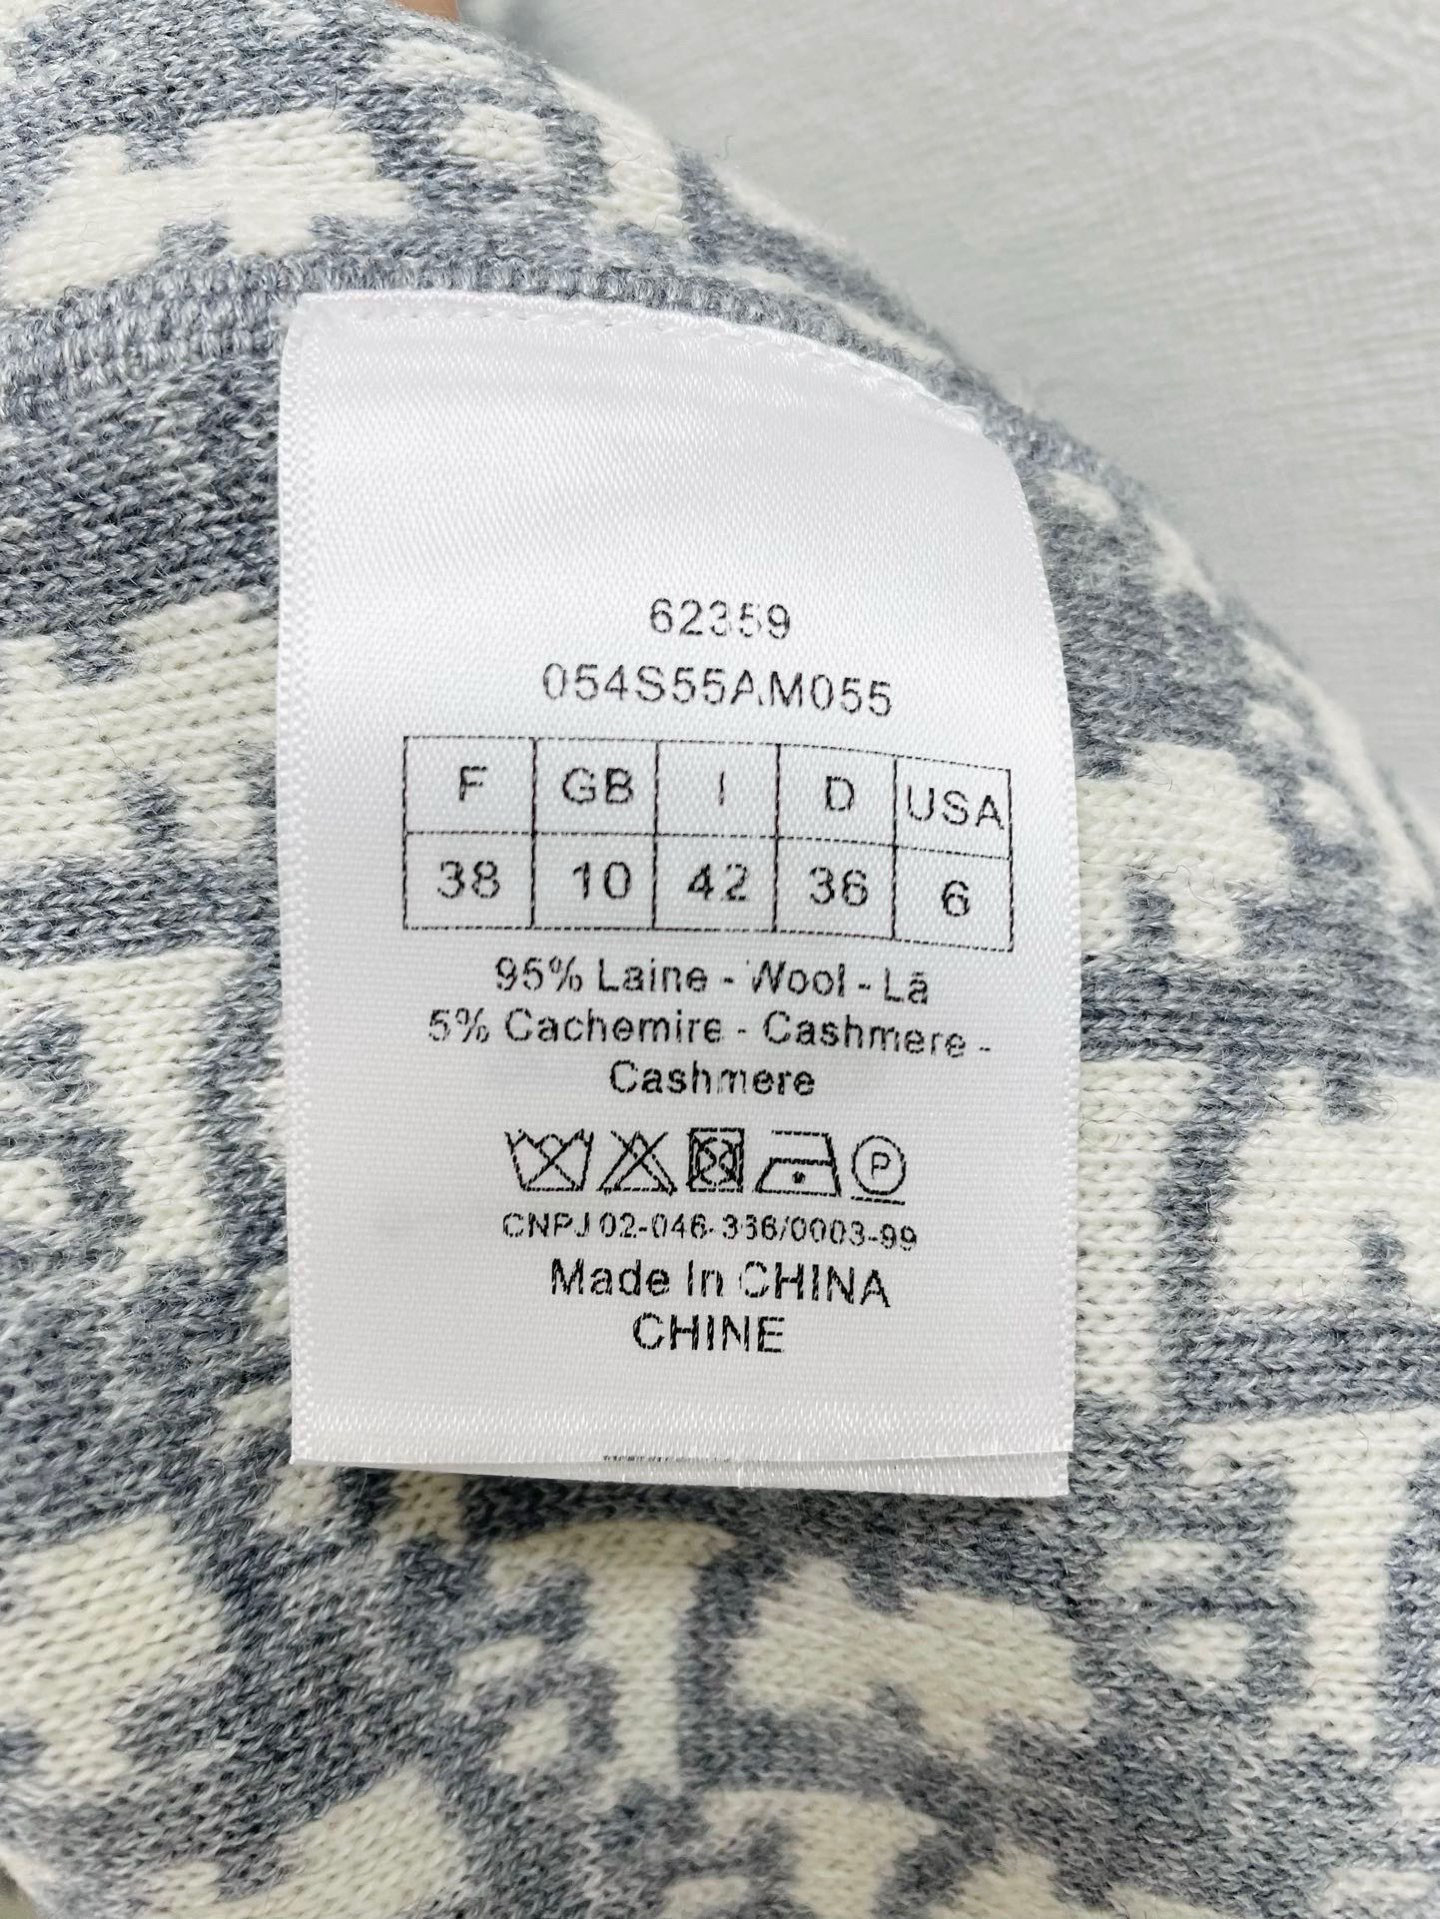 62359
054S55AM055
F GB I D USA
38 10 42 36 6
95% Laine - Wool - Lã
5% Cachemire - Cashmere -
Cashmere
P
CNPJ 02-046-336/0003-99
Made In CHINA
CHINE